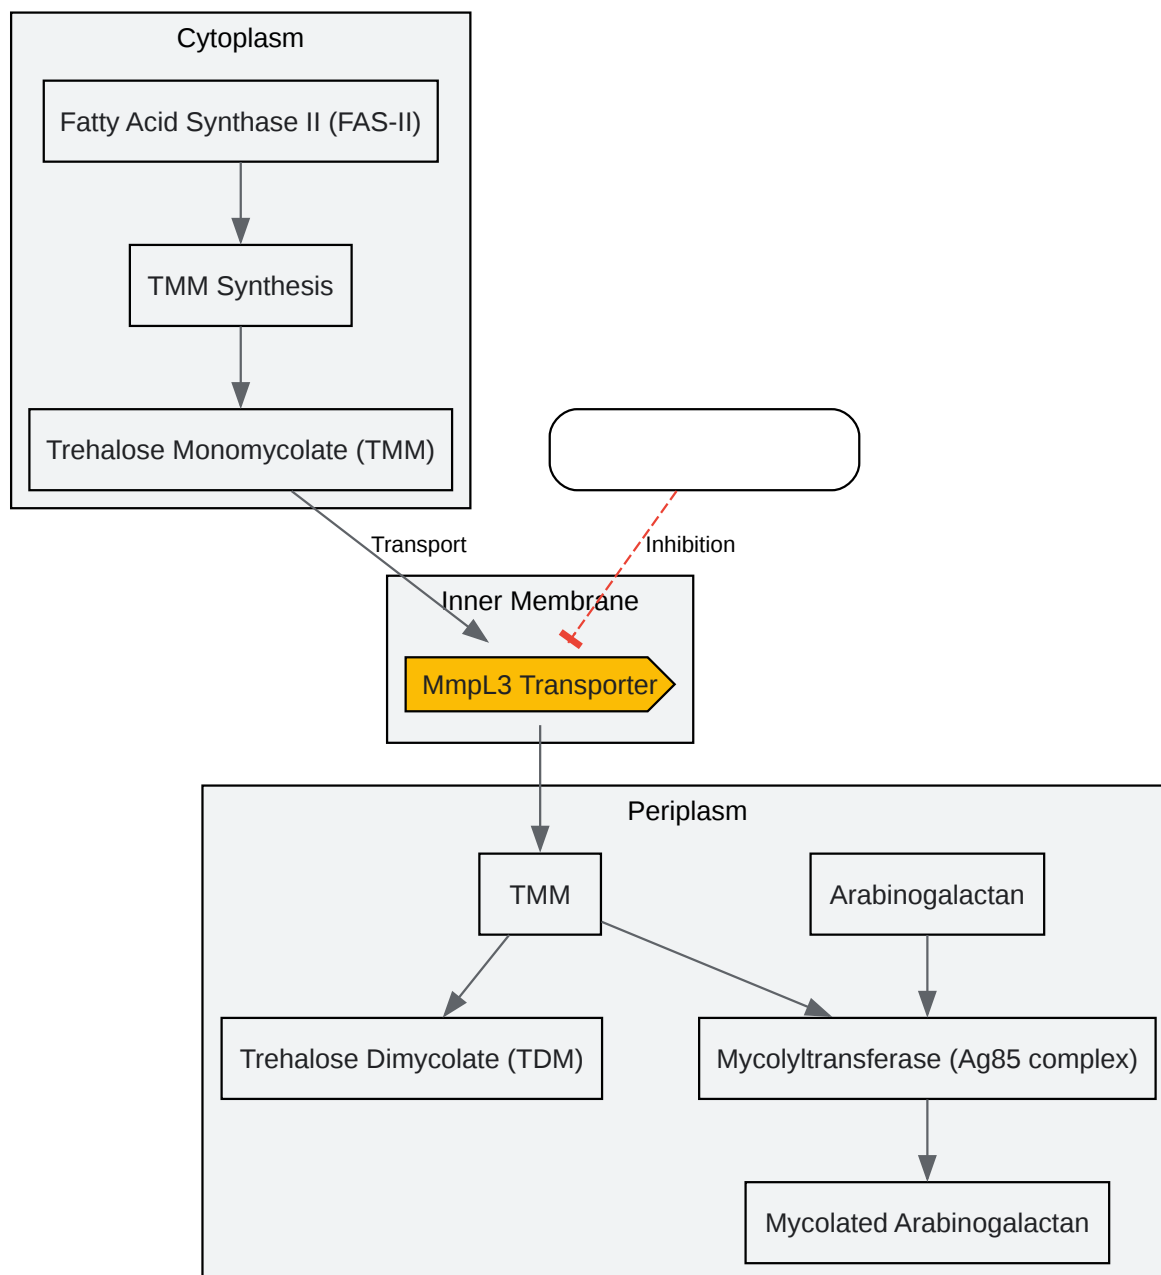 Cytoplasm
Fatty Acid Synthase II (FAS-II)
TMM Synthesis
Trehalose Monomycolate (TMM)
Transport
Inhibition
Inner Membrane
MmpL3 Transporter
Periplasm
TMM
Arabinogalactan
Trehalose Dimycolate (TDM)
Mycolyltransferase (Ag85 complex)
Mycolated Arabinogalactan